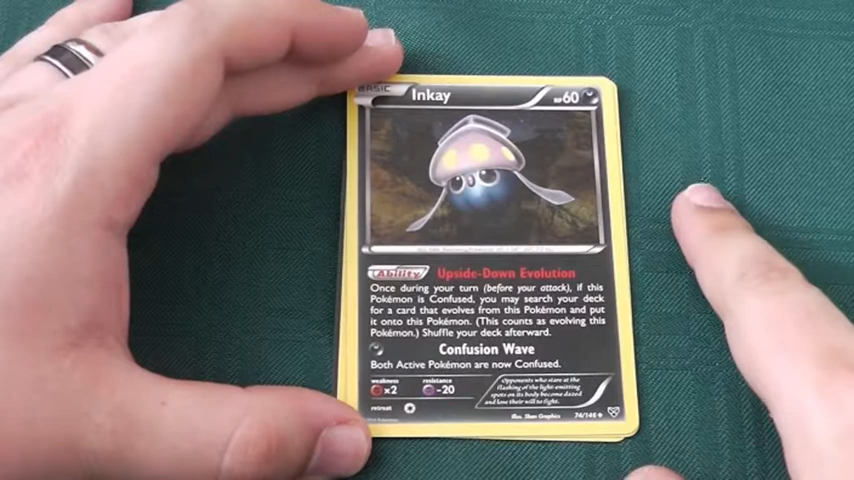 BASIC Inkay HP60
Ability Upside-Down Evolution
Once during your turn (before your attack), if this
Pokémon is Confused, you may search your deck
for a card that evolves from this Pokémon and put
it onto this Pokémon. (This counts as evolving this
Pokémon.) Shuffle your deck afterward.
Confusion Wave
Both Active Pokémon are now Confused.
weakness resistance
×2 -20
retreat
Opponents who stare at the
flashing of the light-emitting
spots on its body become dazed
and lose their will to fight.
Illus. 5ban Graphics 74/146